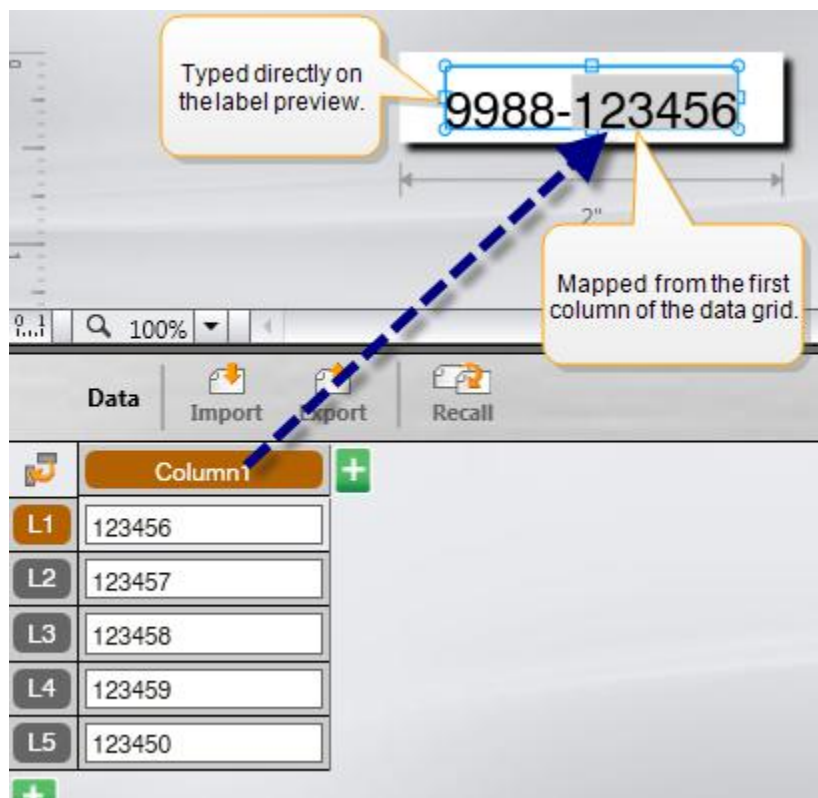 Typed directly on
the label preview.
9988-123456
2"
Mapped from the first
column of the data grid.
100%
Data
Import
Export
Recall
Column1
L1 123456
L2 123457
L3 123458
L4 123459
L5 123450